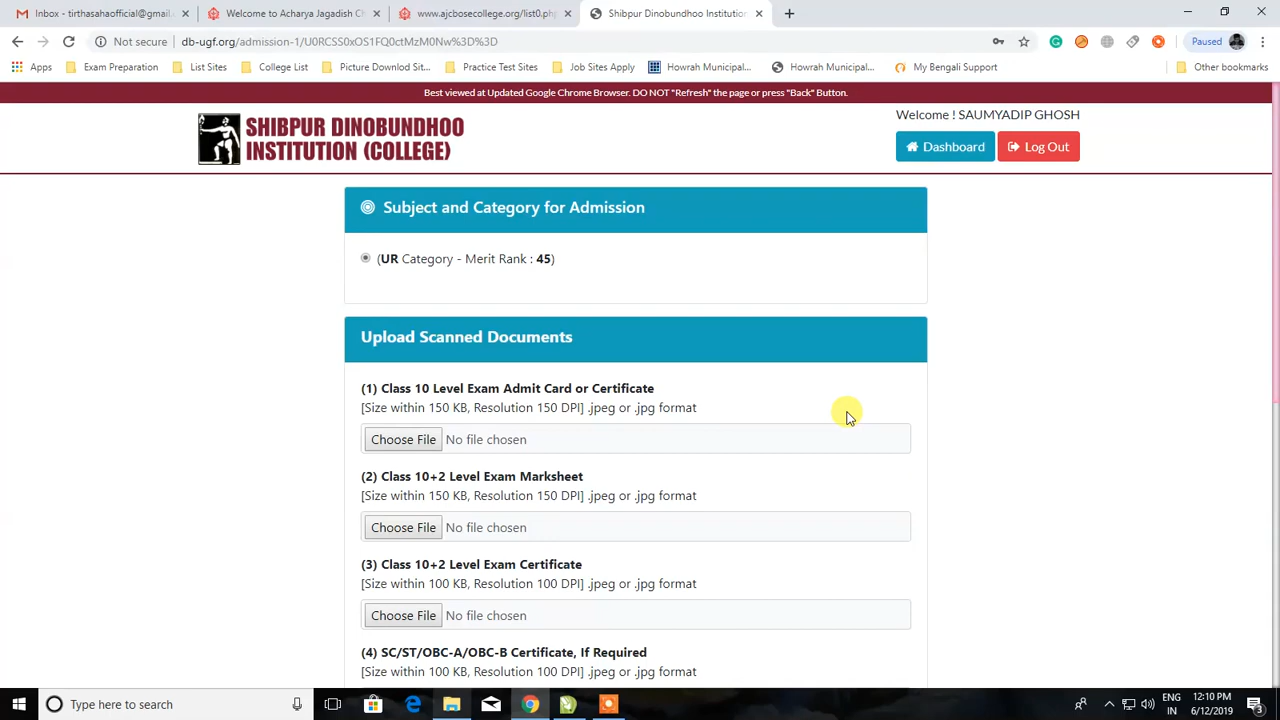 Inbox - tirthasahaofficial@gmail.c
Welcome to Acharya Jagadish Ch
www.ajcbosecollege.org/list0.php
Shibpur Dinobundhoo Institution
Not secure | db-ugf.org/admission-1/U0RCSS0xOS1FQ0ctMzM0Nw%3D%3D
Paused
Apps
Exam Preparation
List Sites
College List
Picture Downlod Sit...
Practice Test Sites
Job Sites Apply
Howrah Municipal...
Howrah Municipal...
My Bengali Support
Other bookmarks
Best viewed at Updated Google Chrome Browser. DO NOT "Refresh" the page or press "Back" Button.
SHIBPUR DINOBUNDHOO
INSTITUTION (COLLEGE)
Welcome ! SAUMYADIP GHOSH
Dashboard
Log Out
Subject and Category for Admission
(UR Category - Merit Rank : 45)
Upload Scanned Documents
(1) Class 10 Level Exam Admit Card or Certificate
[Size within 150 KB, Resolution 150 DPI] .jpeg or .jpg format
Choose File No file chosen
(2) Class 10+2 Level Exam Marksheet
[Size within 150 KB, Resolution 150 DPI] .jpeg or .jpg format
Choose File No file chosen
(3) Class 10+2 Level Exam Certificate
[Size within 100 KB, Resolution 100 DPI] .jpeg or .jpg format
Choose File No file chosen
(4) SC/ST/OBC-A/OBC-B Certificate, If Required
[Size within 100 KB, Resolution 100 DPI] .jpeg or .jpg format
Type here to search
ENG
IN
12:10 PM
6/12/2019
3